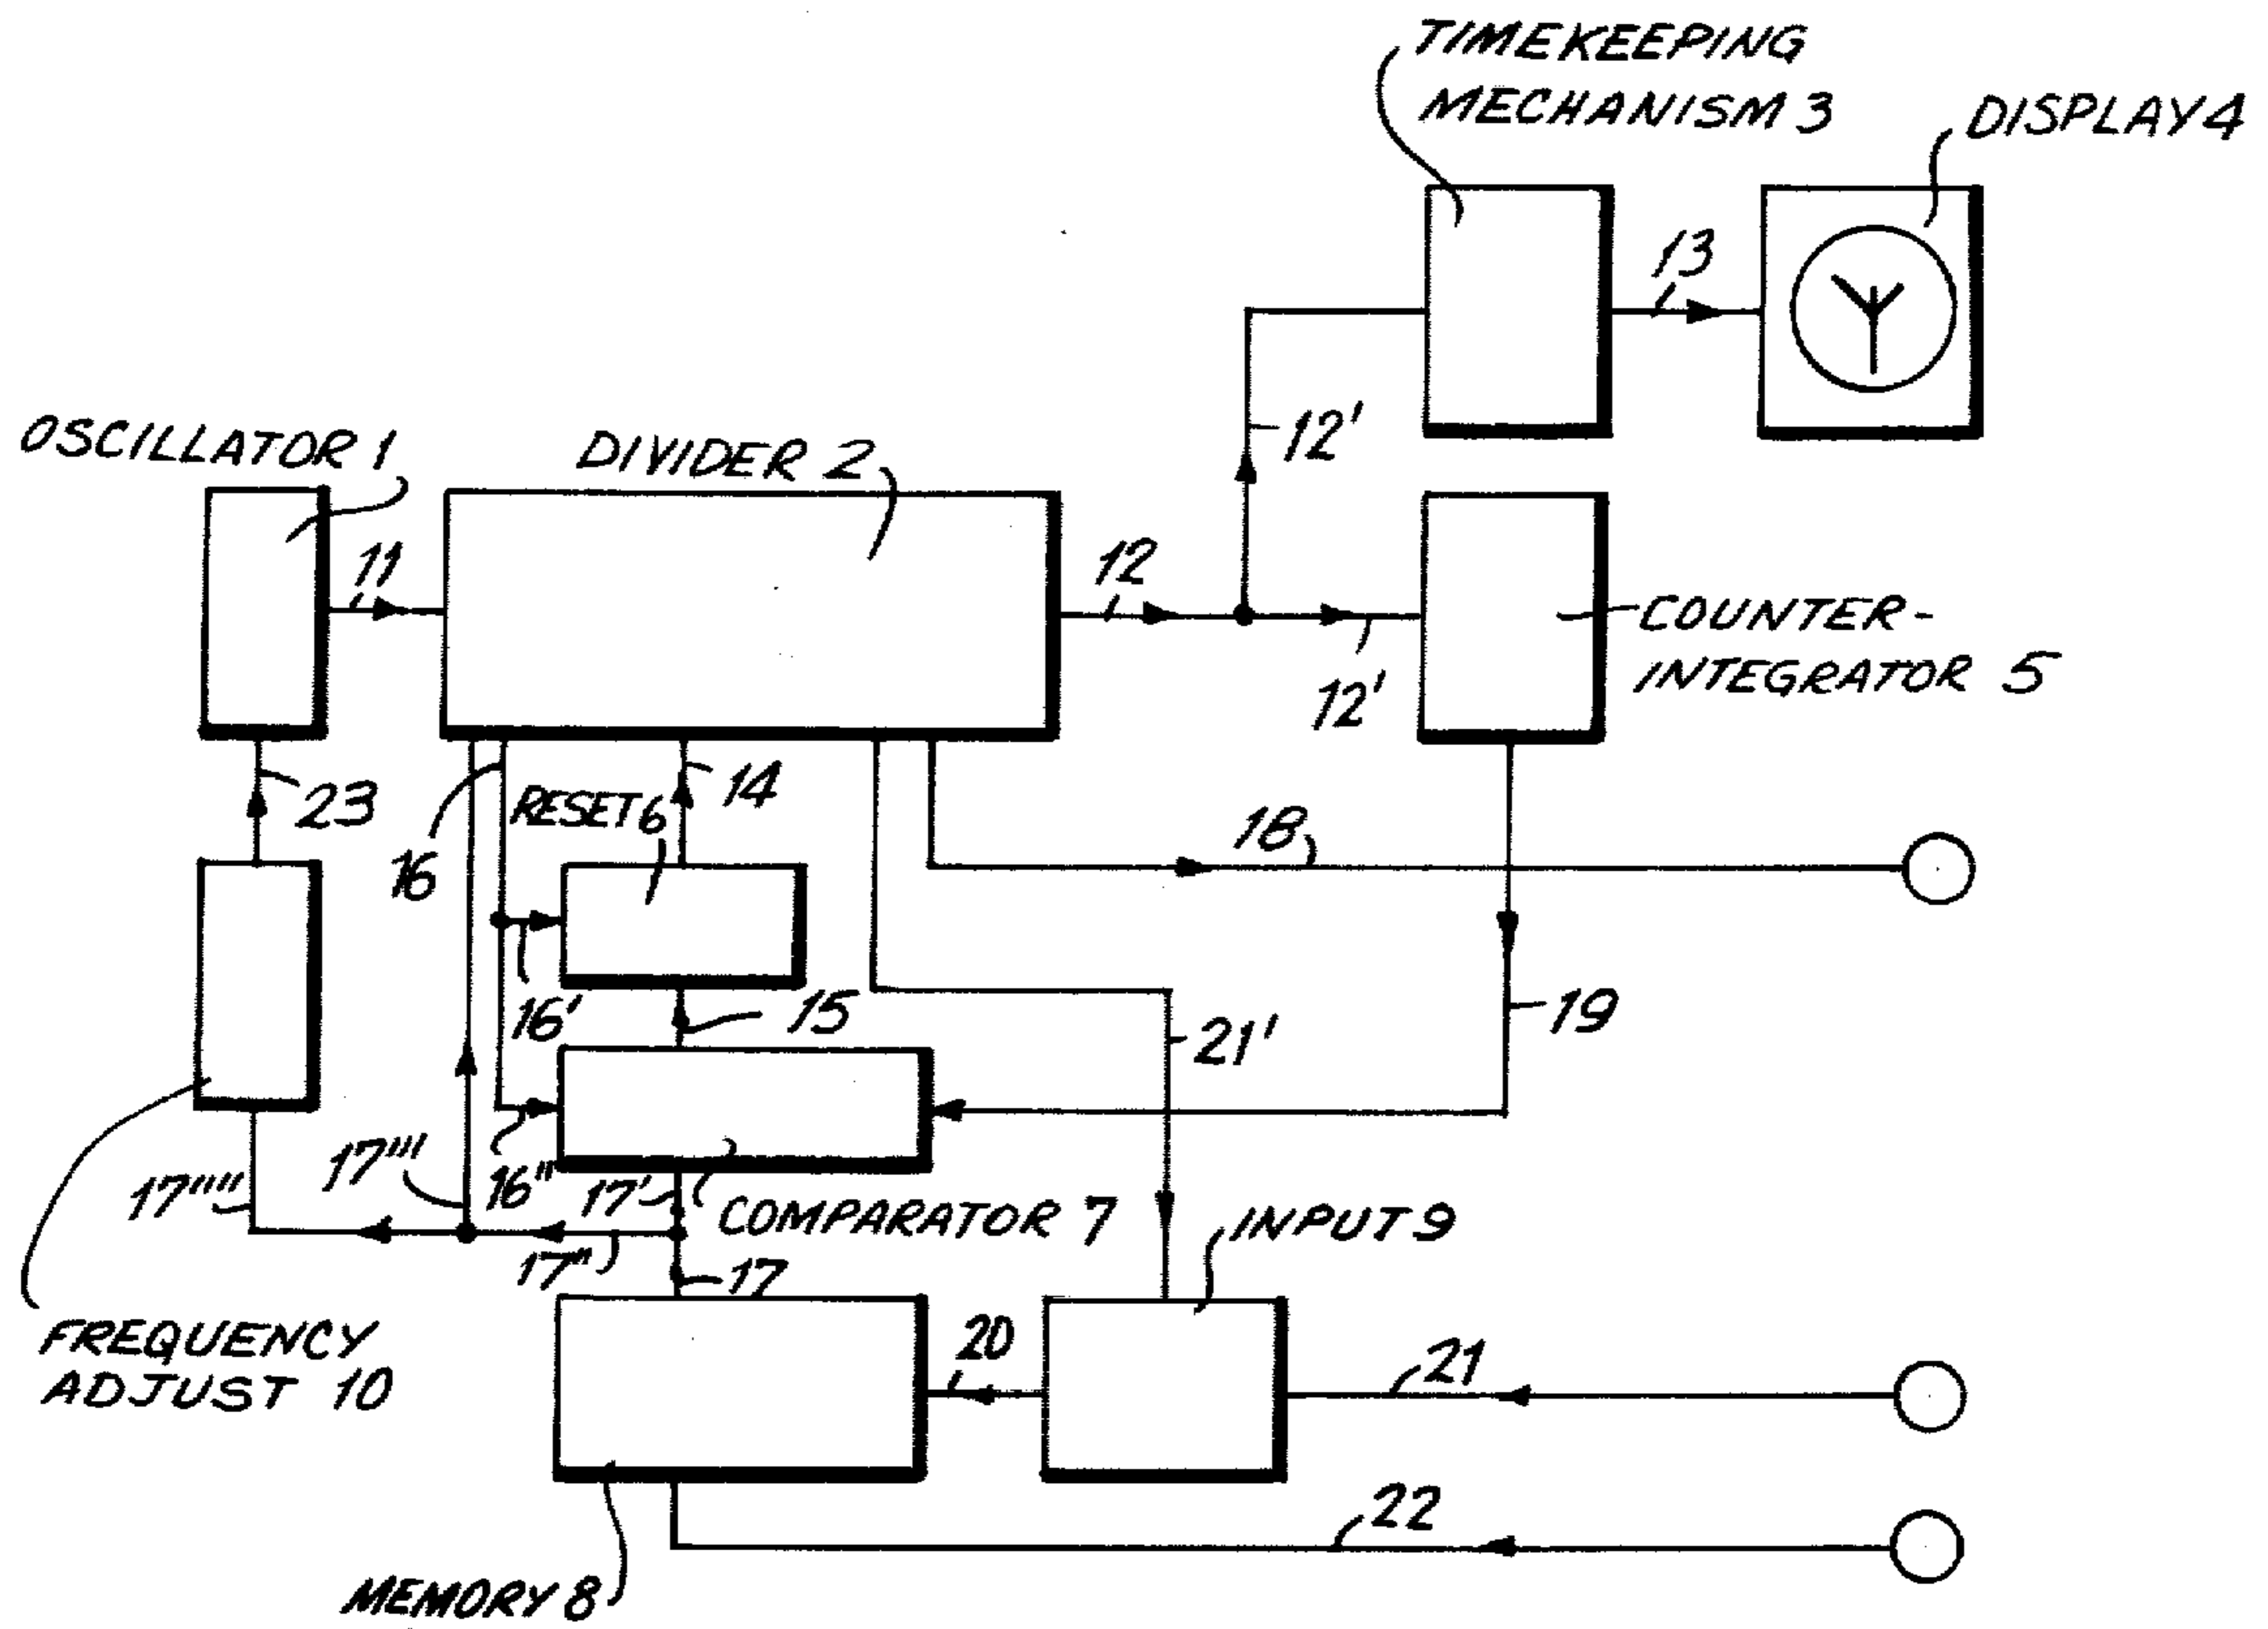 TIMEKEEPING
MECHANISM 3
DISPLAY 4
13
12'
OSCILLATOR 1
DIVIDER 2
11
12
12'
COUNTER-
INTEGRATOR 5
23
16
RESET 6
14
18
16'
15
21'
19
17''''
17'''
16"
17'
COMPARATOR 7
INPUT 9
17"
17
FREQUENCY
ADJUST 10
20
21
22
MEMORY 8